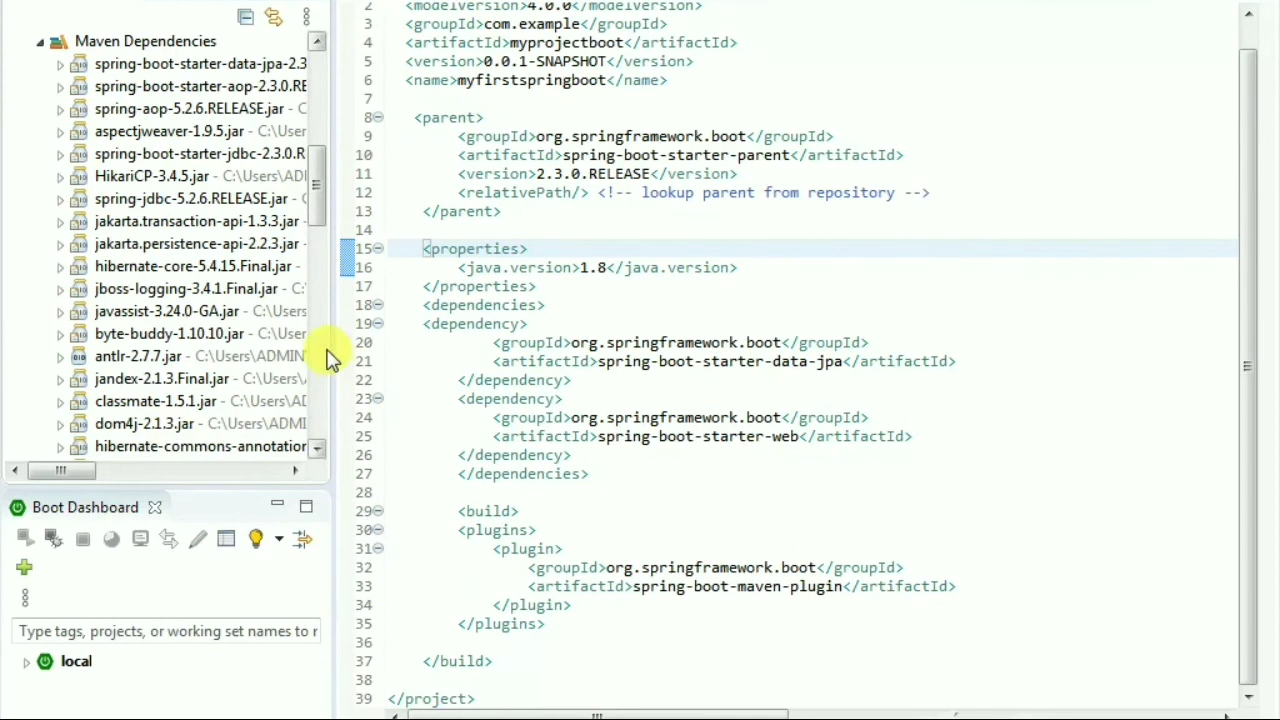 Maven Dependencies
spring-boot-starter-data-jpa-2.3
spring-boot-starter-aop-2.3.0.RE
spring-aop-5.2.6.RELEASE.jar - C
aspectjweaver-1.9.5.jar - C:\User
spring-boot-starter-jdbc-2.3.0.R
HikariCP-3.4.5.jar - C:\Users\AD
spring-jdbc-5.2.6.RELEASE.jar - C
jakarta.transaction-api-1.3.3.jar -
jakarta.persistence-api-2.2.3.jar -
hibernate-core-5.4.15.Final.jar -
jboss-logging-3.4.1.Final.jar - C:
javassist-3.24.0-GA.jar - C:\Users
byte-buddy-1.10.10.jar - C:\User
antlr-2.7.7.jar - C:\Users\ADMIN
jandex-2.1.3.Final.jar - C:\Users\
classmate-1.5.1.jar - C:\Users\AD
dom4j-2.1.3.jar - C:\Users\ADMI
hibernate-commons-annotation
Boot Dashboard
Type tags, projects, or working set names to r
local
2 <modelVersion>4.0.0</modelVersion>
3 <groupId>com.example</groupId>
4 <artifactId>myprojectboot</artifactId>
5 <version>0.0.1-SNAPSHOT</version>
6 <name>myfirstspringboot</name>
7
8 <parent>
9 <groupId>org.springframework.boot</groupId>
10 <artifactId>spring-boot-starter-parent</artifactId>
11 <version>2.3.0.RELEASE</version>
12 <relativePath/> <!-- lookup parent from repository -->
13 </parent>
14
15 <properties>
16 <java.version>1.8</java.version>
17 </properties>
18 <dependencies>
19 <dependency>
20 <groupId>org.springframework.boot</groupId>
21 <artifactId>spring-boot-starter-data-jpa</artifactId>
22 </dependency>
23 <dependency>
24 <groupId>org.springframework.boot</groupId>
25 <artifactId>spring-boot-starter-web</artifactId>
26 </dependency>
27 </dependencies>
28
29 <build>
30 <plugins>
31 <plugin>
32 <groupId>org.springframework.boot</groupId>
33 <artifactId>spring-boot-maven-plugin</artifactId>
34 </plugin>
35 </plugins>
36
37 </build>
38
39 </project>